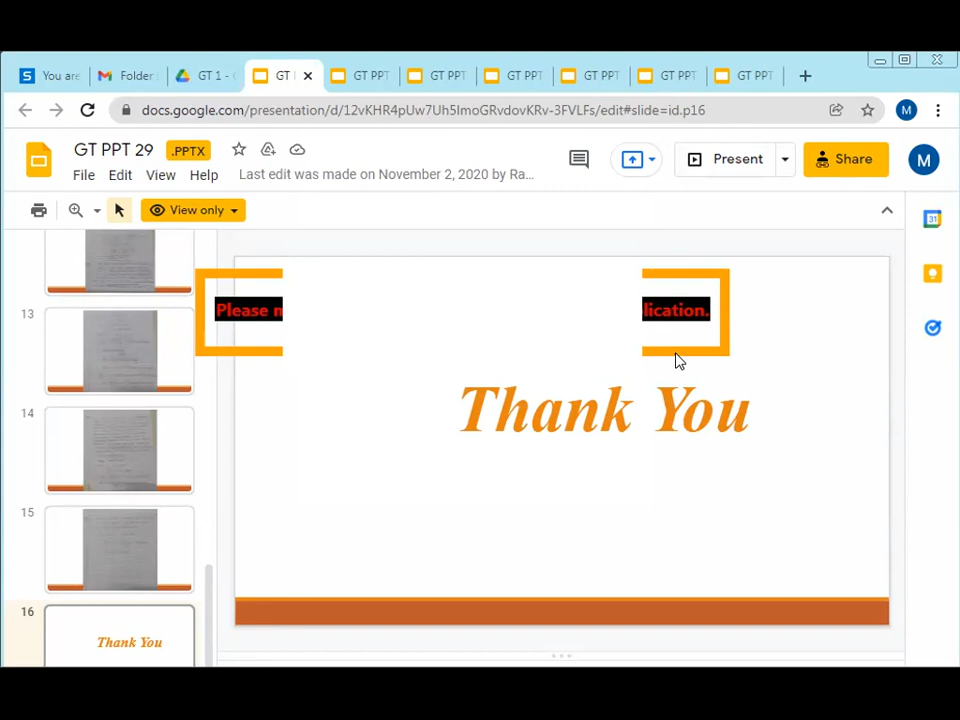 You are
Folder
GT 1 - G
GT
GT PPT
GT PPT
GT PPT
GT PPT
GT PPT
GT PPT
docs.google.com/presentation/d/12vKHR4pUw7Uh5ImoGRvdovKRv-3FVLFs/edit#slide=id.p16
M
GT PPT 29
.PPTX
File Edit View Help
Last edit was made on November 2, 2020 by Ra...
Present
Share
M
View only
31
13
14
15
16
Thank You
Please m
lication.
Thank You